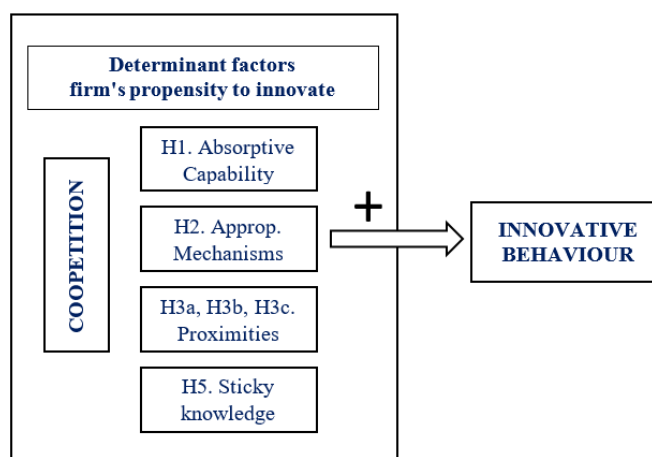 Determinant factors
firm's propensity to innovate
COOPETITION
H1. Absorptive
Capability
H2. Approp.
Mechanisms
H3a, H3b, H3c.
Proximities
H5. Sticky
knowledge
+
INNOVATIVE
BEHAVIOUR